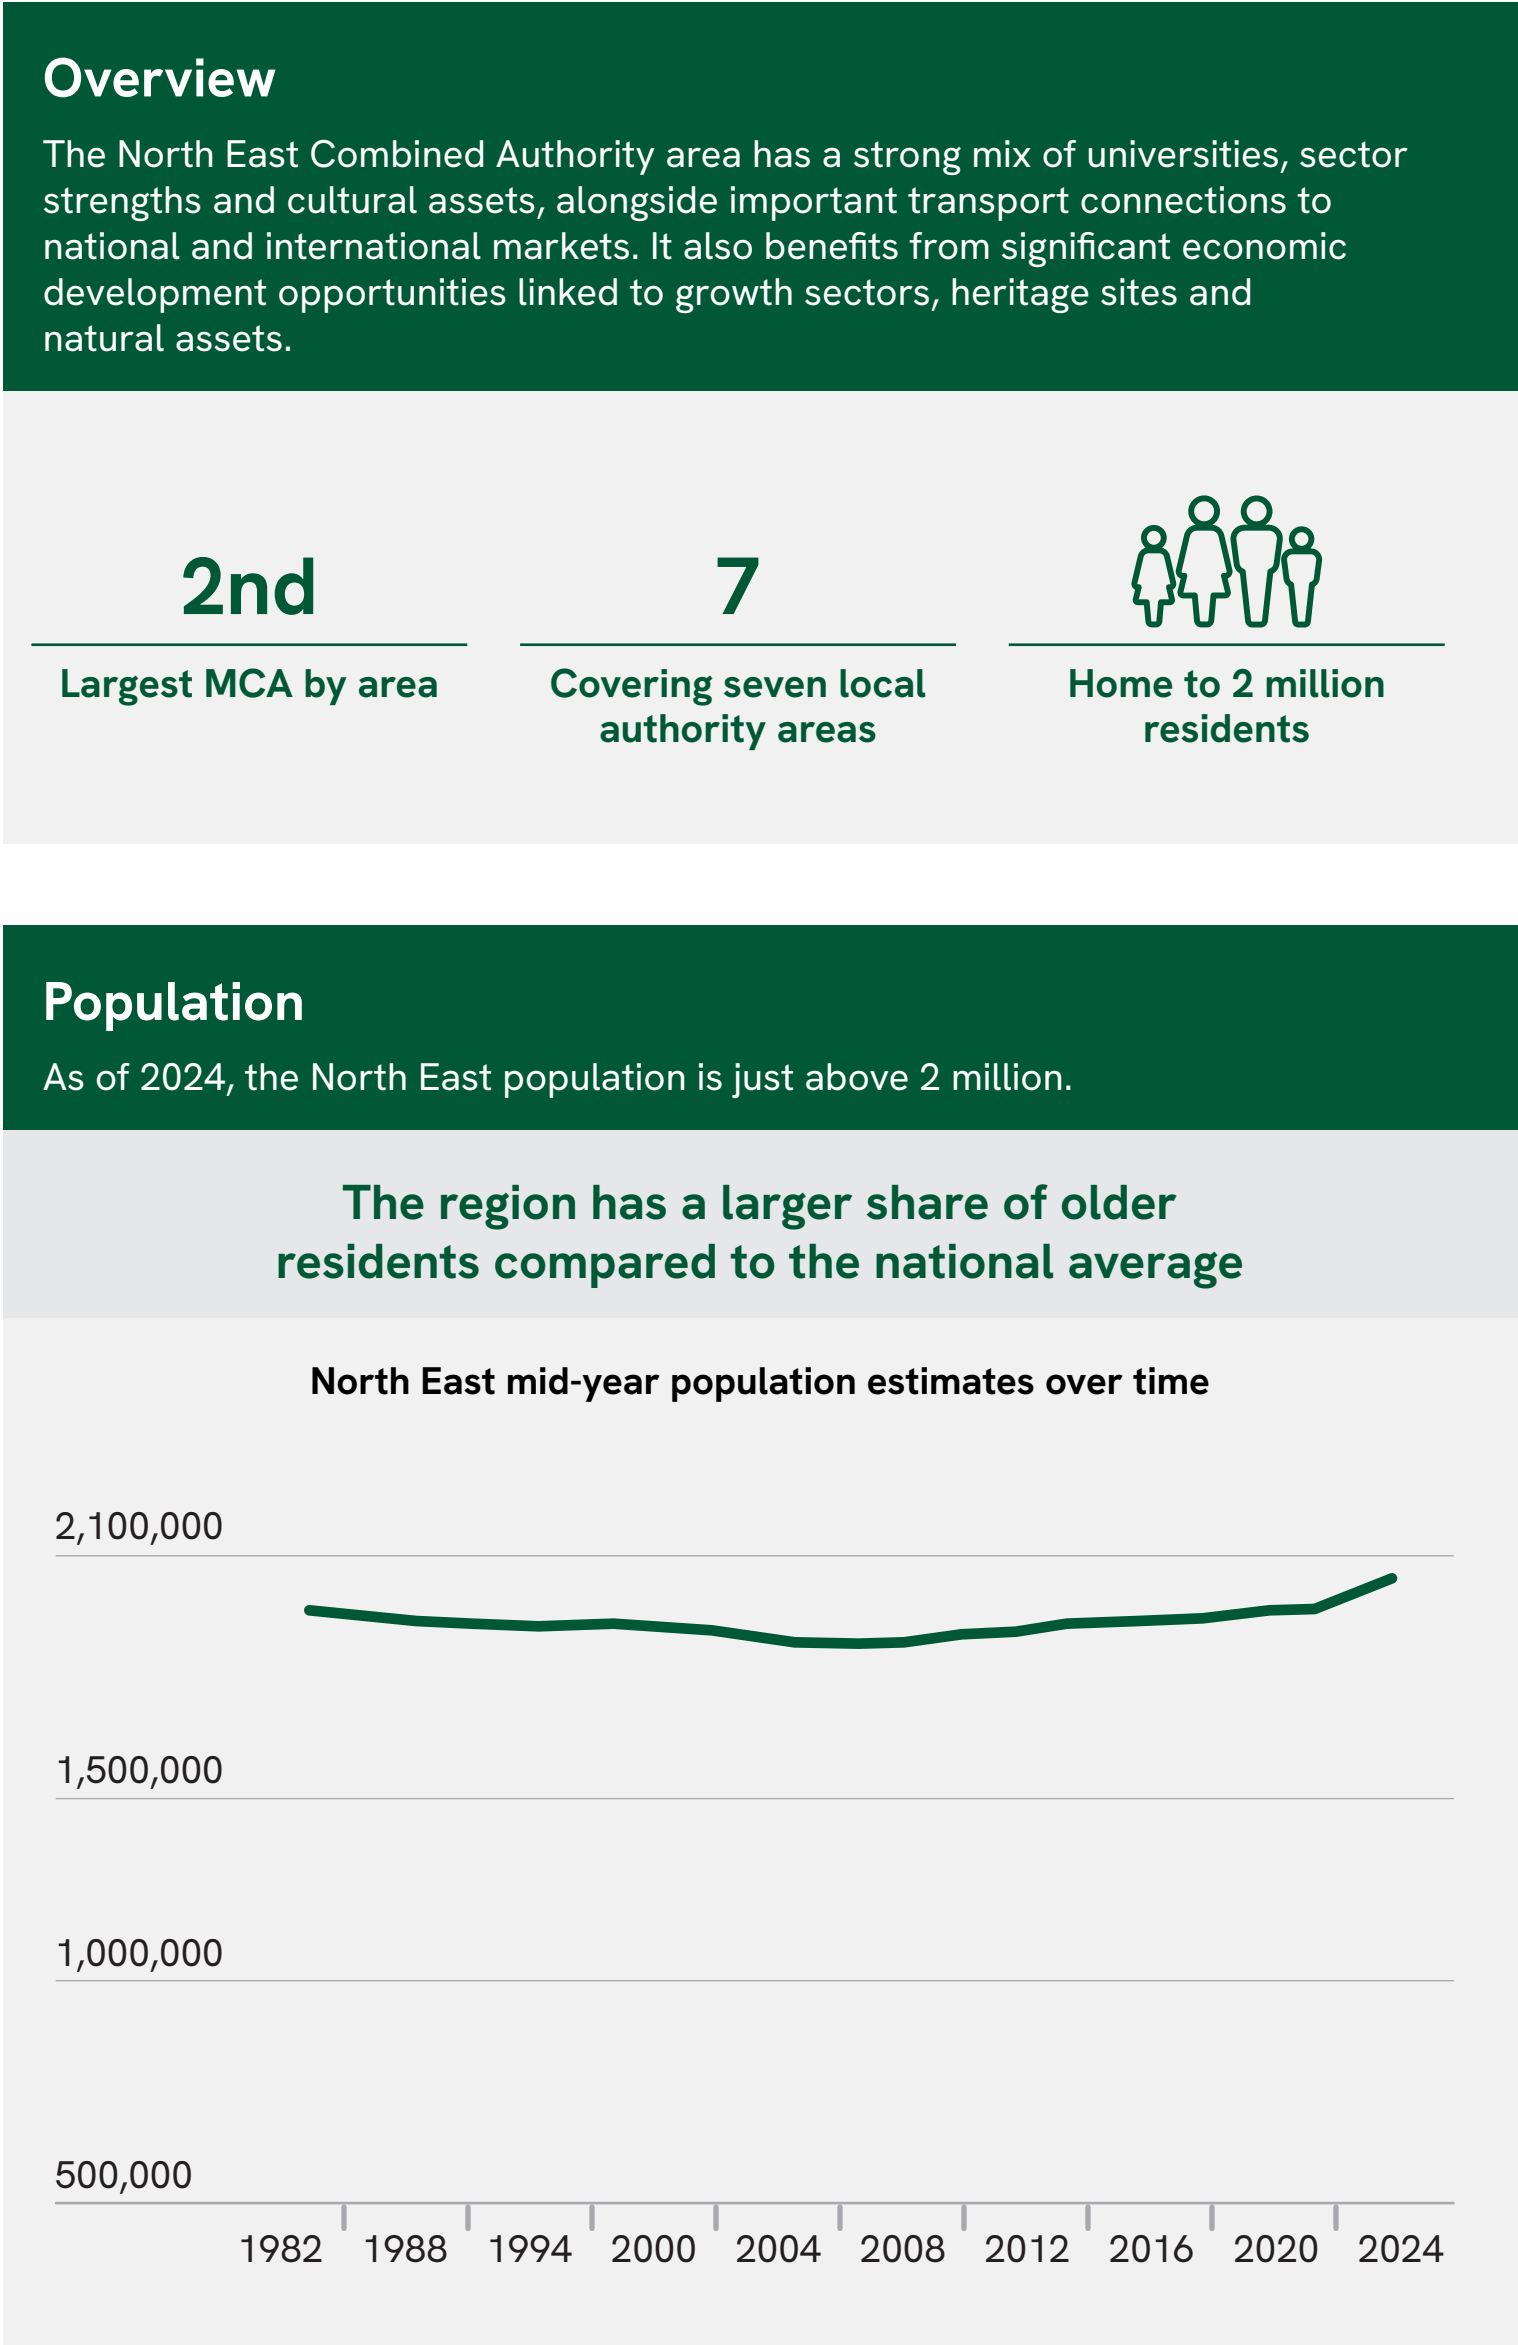 Overview
The North East Combined Authority area has a strong mix of universities, sector
strengths and cultural assets, alongside important transport connections to
national and international markets. It also benefits from significant economic
development opportunities linked to growth sectors, heritage sites and
natural assets.
2nd
Largest MCA by area
7
Covering seven local
authority areas
Home to 2 million
residents
Population
As of 2024, the North East population is just above 2 million.
The region has a larger share of older
residents compared to the national average
North East mid-year population estimates over time
2,100,000
1,500,000
1,000,000
500,000
1982 1988 1994 2000 2004 2008 2012 2016 2020 2024